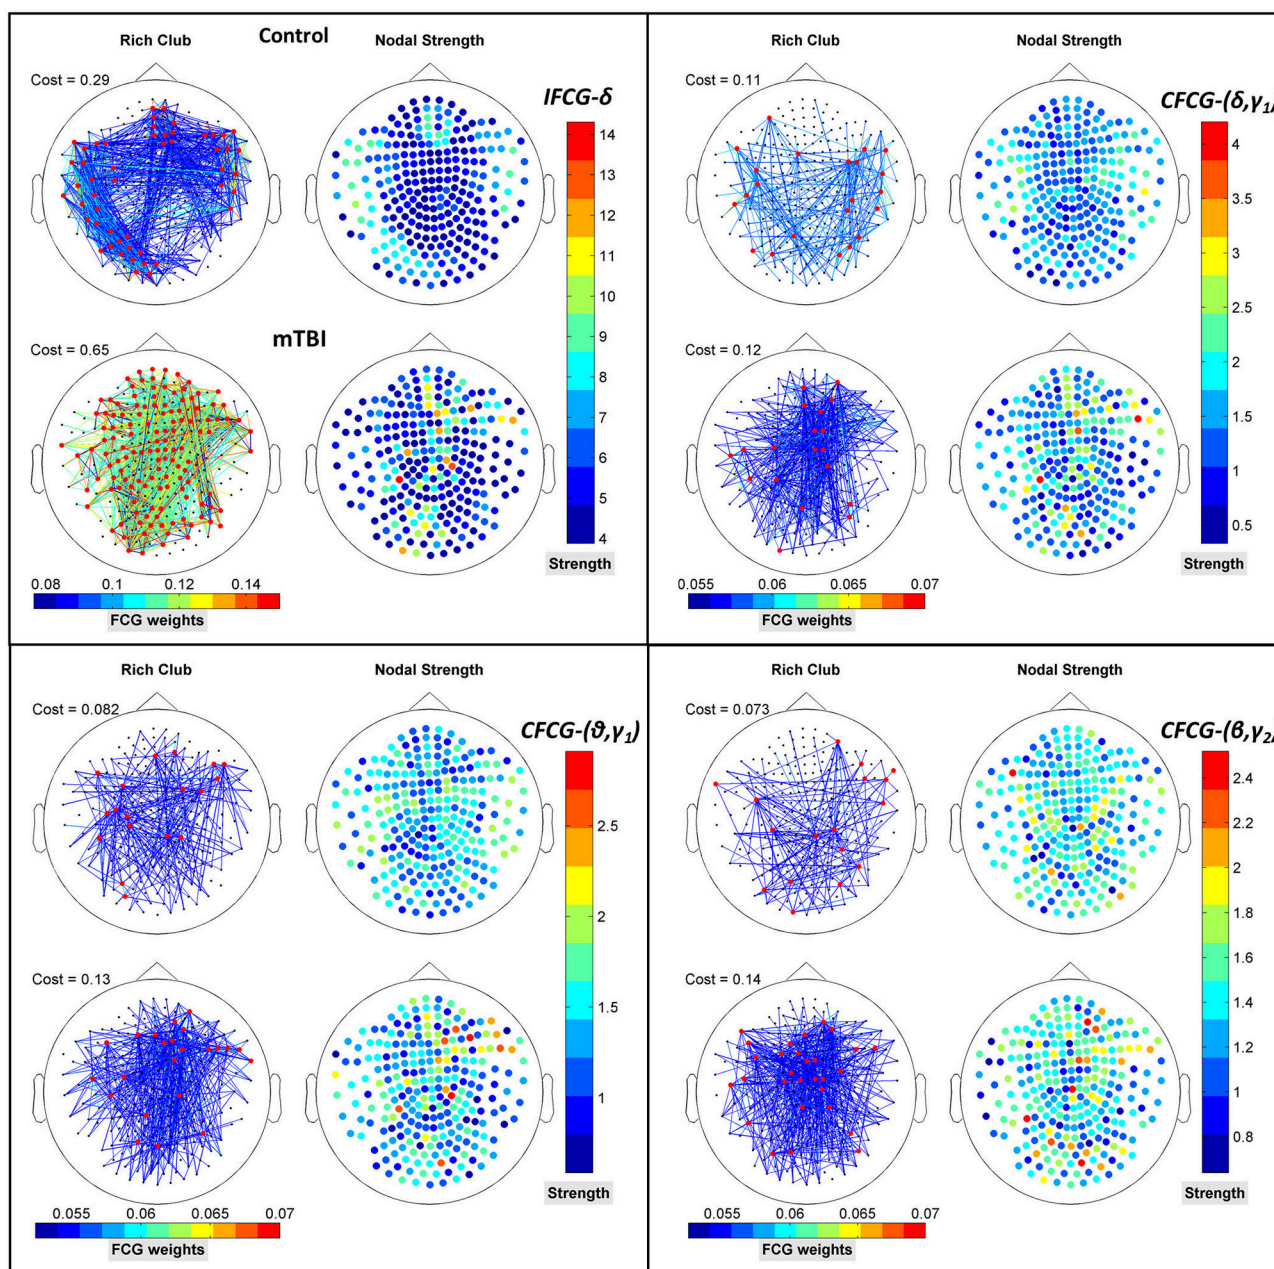 Rich Club Control Nodal Strength
Cost = 0.29
IFCG-δ
14
13
12
11
10
9
8
7
6
5
4
Strength
mTBI
Cost = 0.65
0.08 0.1 0.12 0.14
FCG weights
Rich Club Nodal Strength
Cost = 0.11
CFCG-(δ,γ1)
4
3.5
3
2.5
2
1.5
1
0.5
Strength
Cost = 0.12
0.055 0.06 0.065 0.07
FCG weights
Rich Club Nodal Strength
Cost = 0.082
CFCG-(ϑ,γ1)
2.5
2
1.5
1
Strength
Cost = 0.13
0.055 0.06 0.065 0.07
FCG weights
Rich Club Nodal Strength
Cost = 0.073
CFCG-(β,γ2)
2.4
2.2
2
1.8
1.6
1.4
1.2
1
0.8
Strength
Cost = 0.14
0.055 0.06 0.065 0.07
FCG weights